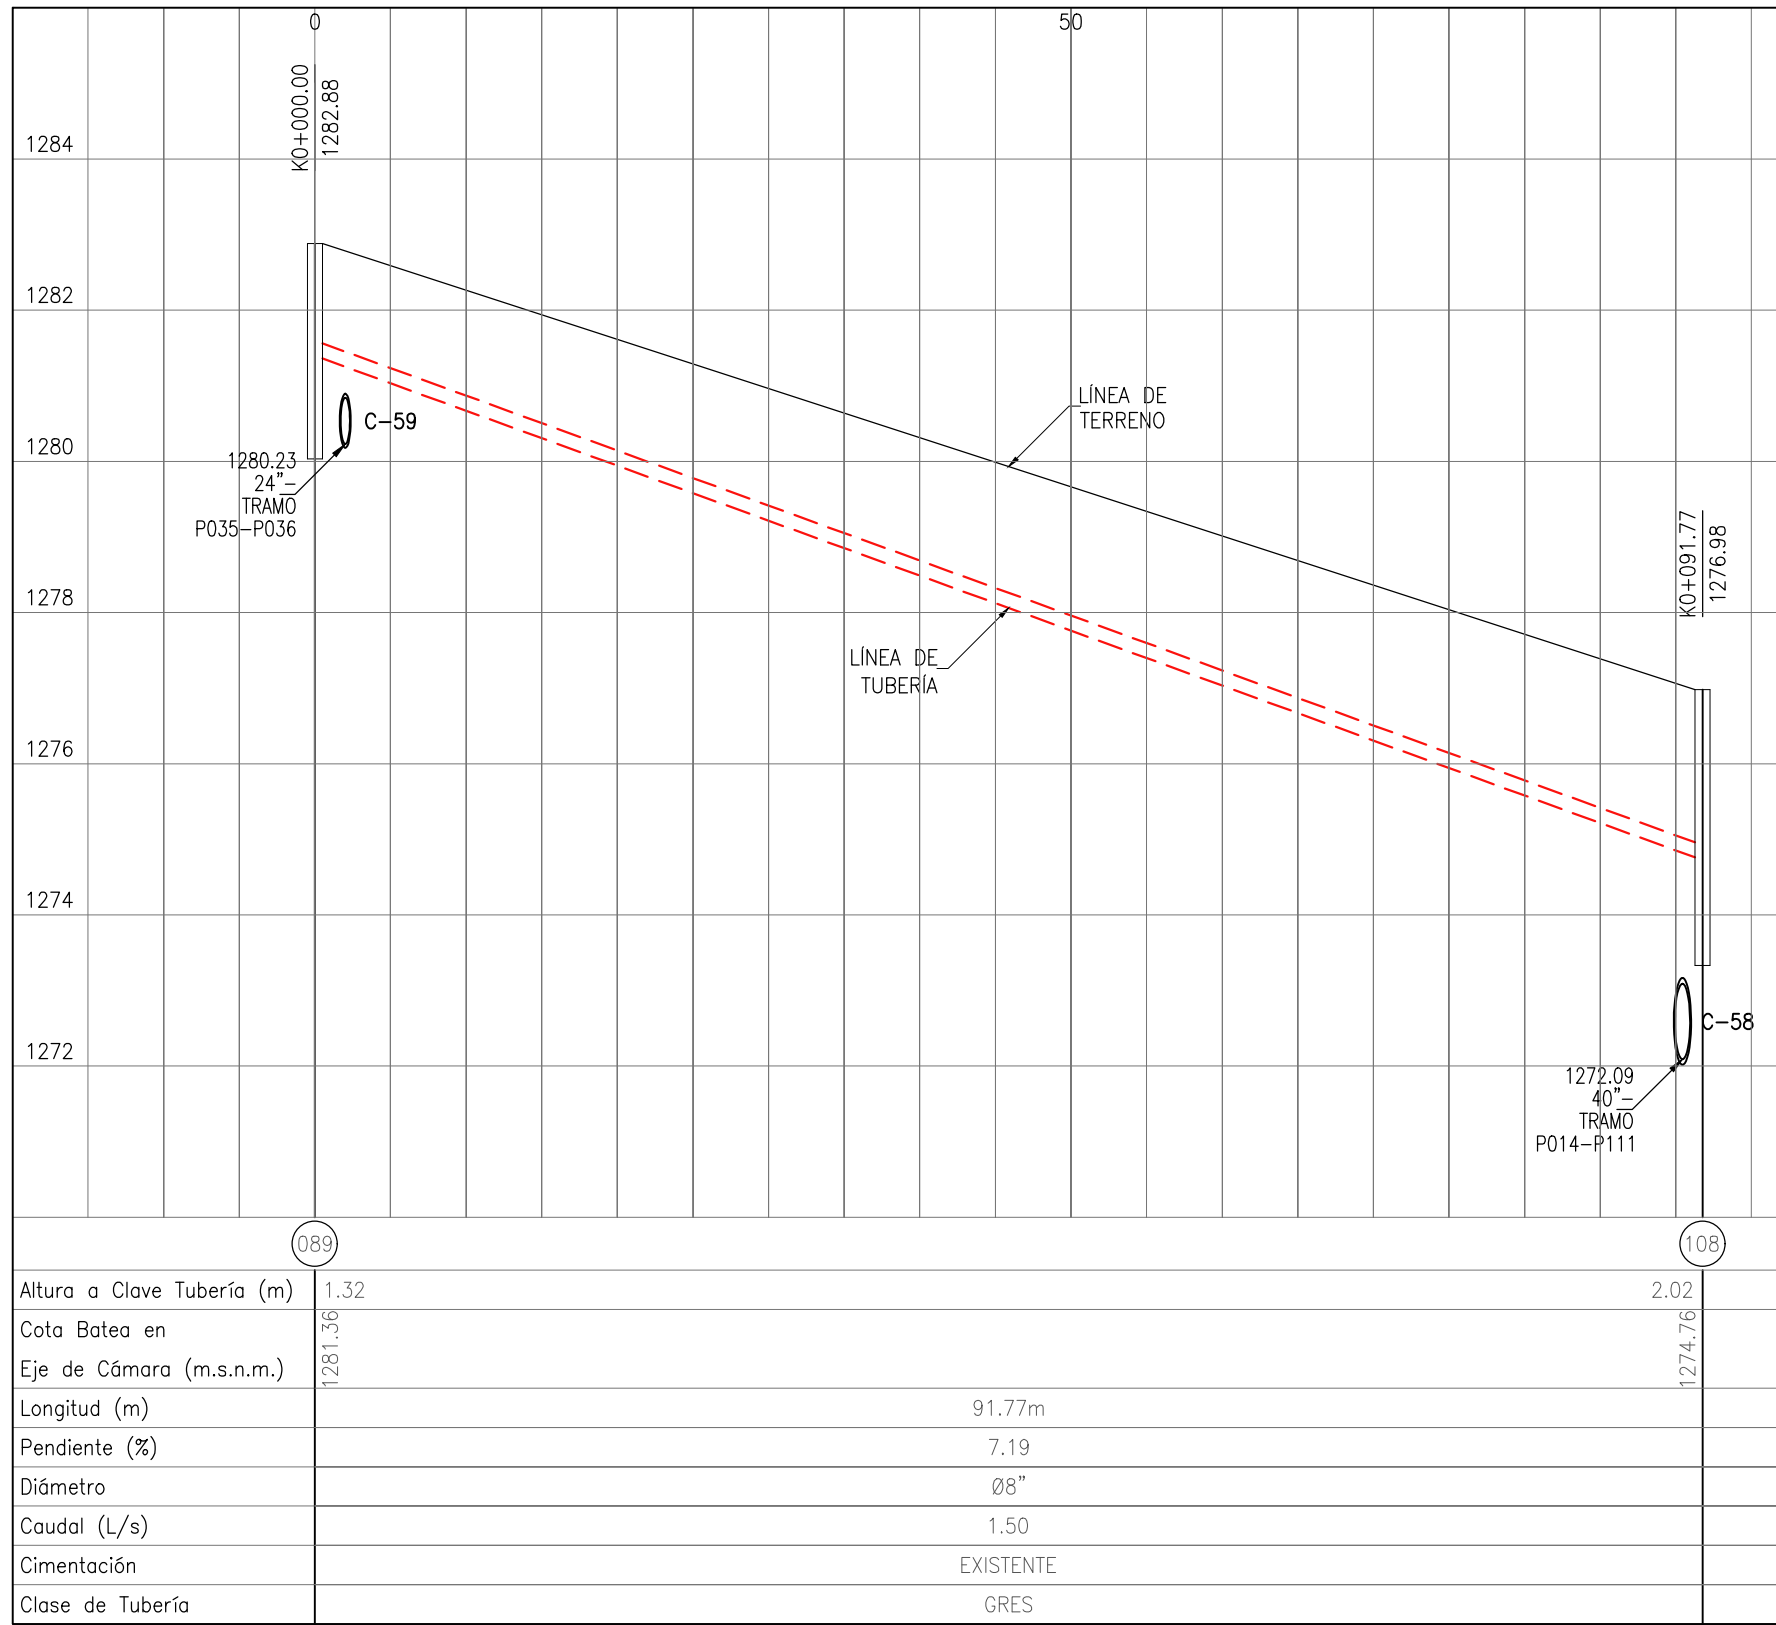 0
50
K0+000.00
1282.88
1284
1282
1280
1278
1276
1274
1272
C-59
1280.23
24"-
TRAMO
P035-P036
LÍNEA DE
TERRENO
LÍNEA DE
TUBERÍA
K0+091.77
1276.98
C-58
1272.09
40"-
TRAMO
P014-P111
089
108
Altura a Clave Tubería (m) 1.32 2.02
Cota Batea en
Eje de Cámara (m.s.n.m.) 1281.36 1274.76
Longitud (m) 91.77m
Pendiente (%) 7.19
Diámetro Ø8"
Caudal (L/s) 1.50
Cimentación EXISTENTE
Clase de Tubería GRES